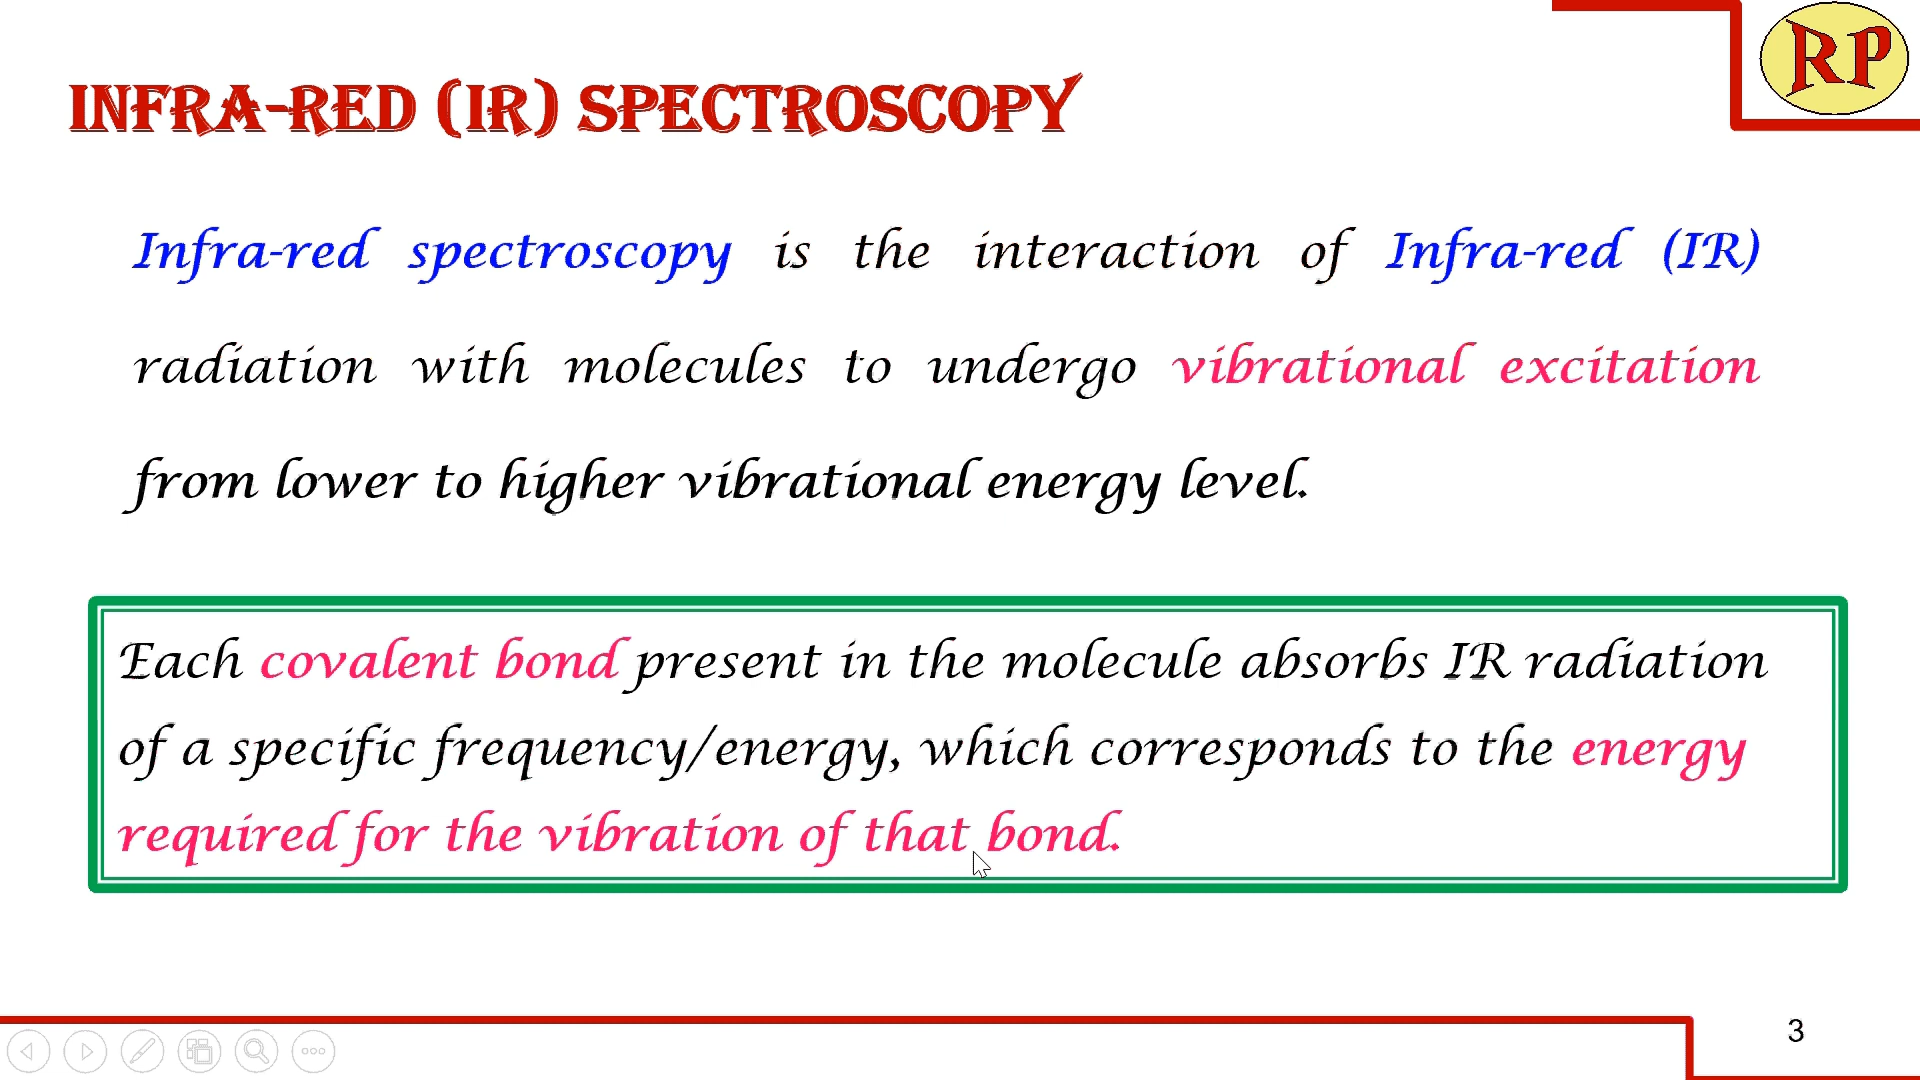 INFRA-RED (IR) SPECTROSCOPY
RP
Infra-red spectroscopy is the interaction of Infra-red (IR)
radiation with molecules to undergo vibrational excitation
from lower to higher vibrational energy level.
Each covalent bond present in the molecule absorbs IR radiation
of a specific frequency/energy, which corresponds to the energy
required for the vibration of that bond.
3